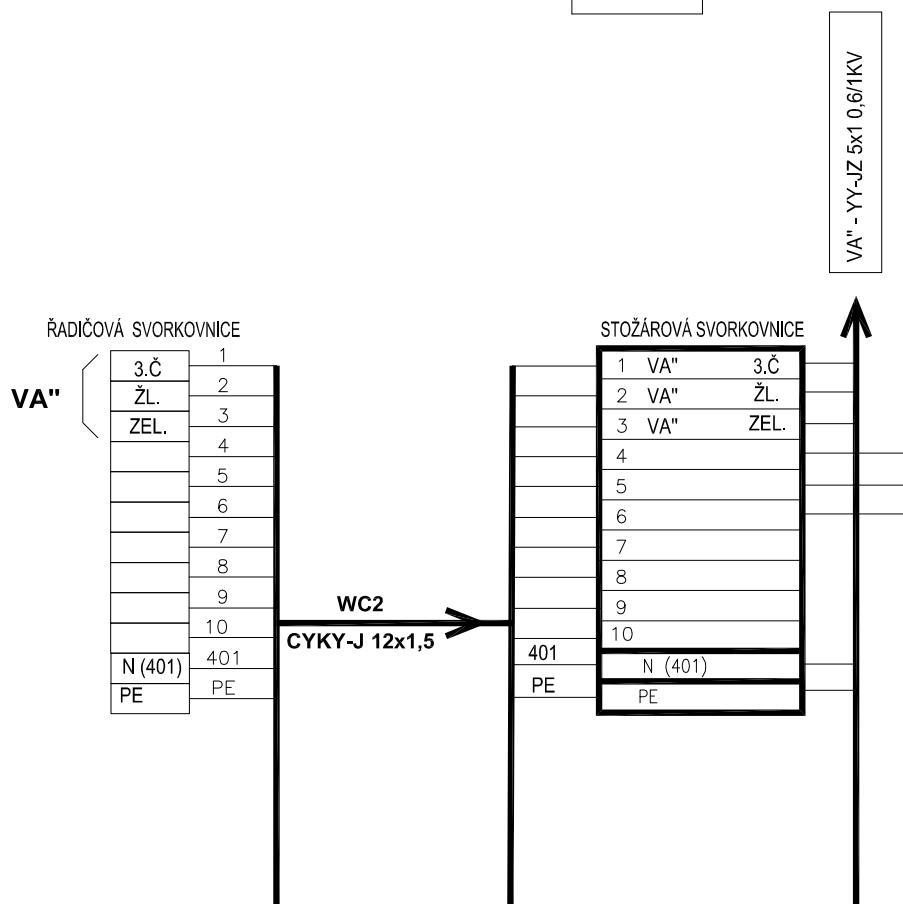 VA" - YY-JZ 5x1 0,6/1KV
ŘADIČOVÁ SVORKOVNICE
VA"
3.Č 1
ŽL. 2
ZEL. 3
4
5
6
7
8
9
10
N (401) 401
PE PE
WC2
CYKY-J 12x1,5
STOŽÁROVÁ SVORKOVNICE
1 VA" 3.Č
2 VA" ŽL.
3 VA" ZEL.
4
5
6
7
8
9
10
401 N (401)
PE PE